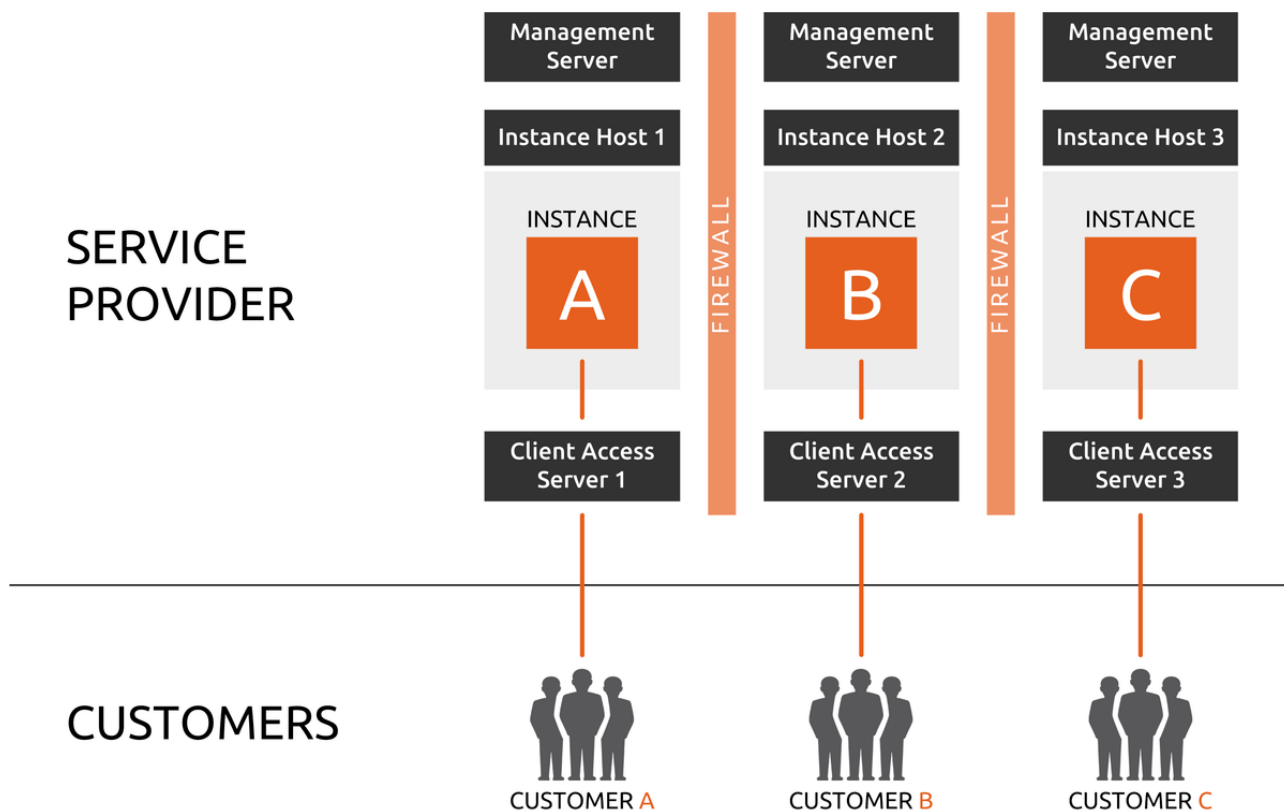 Management
Server
Management
Server
Management
Server
Instance Host 1
Instance Host 2
Instance Host 3
SERVICE
PROVIDER
INSTANCE
A
FIREWALL
INSTANCE
B
FIREWALL
INSTANCE
C
Client Access
Server 1
Client Access
Server 2
Client Access
Server 3
CUSTOMERS
CUSTOMER A
CUSTOMER B
CUSTOMER C